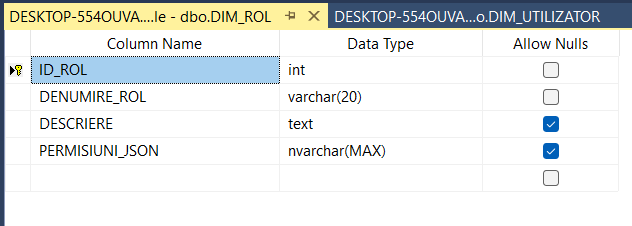 DESKTOP-554OUVA....le - dbo.DIM_ROL DESKTOP-554OUVA...o.DIM_UTILIZATOR
Column Name Data Type Allow Nulls
ID_ROL int
DENUMIRE_ROL varchar(20)
DESCRIERE text
PERMISIUNI_JSON nvarchar(MAX)